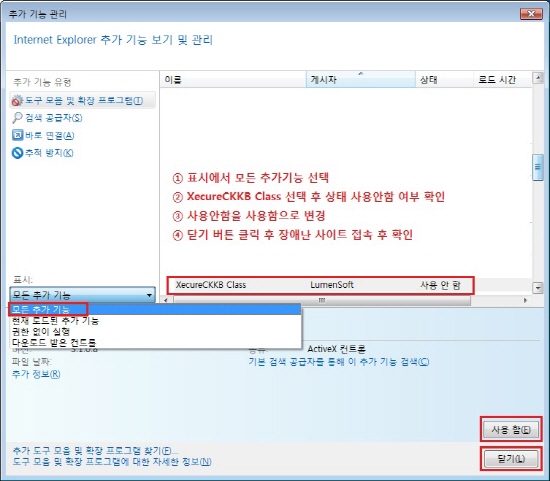 추가 기능 관리
Internet Explorer 추가 기능 보기 및 관리
추가 기능 유형
도구 모음 및 확장 프로그램(T)
검색 공급자(S)
바로 연결(A)
추적 방지(K)
이름 게시자 상태 로드 시간
① 표시에서 모든 추가기능 선택
② XecureCKKB Class 선택 후 상태 사용안함 여부 확인
③ 사용안함을 사용함으로 변경
④ 닫기 버튼 클릭 후 장애난 사이트 접속 후 확인
XecureCKKB Class LumenSoft 사용 안 함
표시:
모든 추가 기능
모든 추가 기능
현재 로드된 추가 기능
권한 없이 실행
다운로드 받은 컨트롤
ActiveX 컨트롤
파일 날짜:
기본 검색 공급자를 통해 이 추가 기능 검색(C)
추가 정보(R)
사용 함(E)
추가 도구 모음 및 확장 프로그램 찾기(F)...
도구 모음 및 확장 프로그램에 대한 자세한 정보(N)
닫기(L)